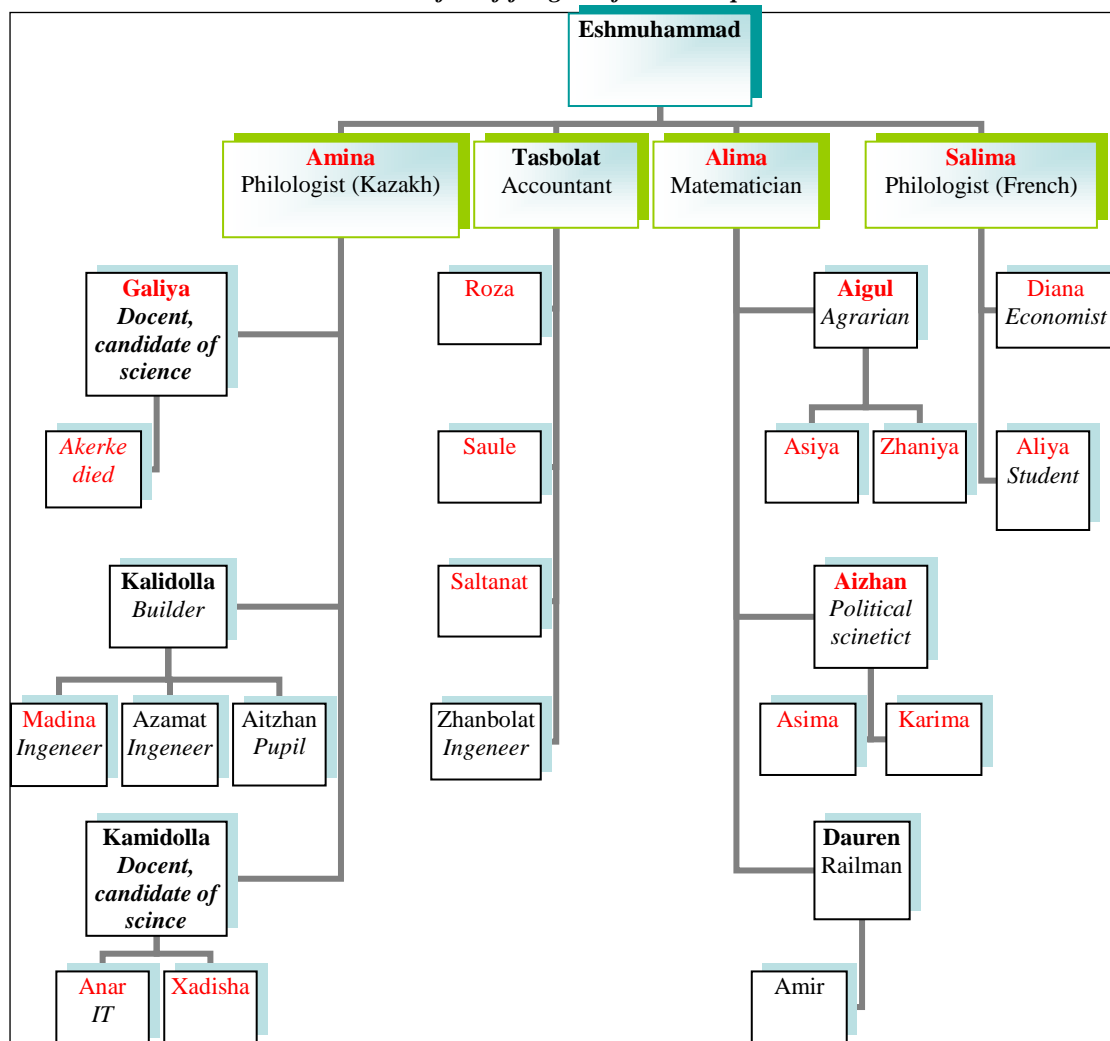 Eshmuhammad
Amina
Philologist (Kazakh)
Tasbolat
Accountant
Alima
Matematician
Salima
Philologist (French)
Galiya
Docent,
candidate of
science
Roza
Aigul
Agrarian
Diana
Economist
Akerke
died
Saule
Asiya
Zhaniya
Aliya
Student
Kalidolla
Builder
Saltanat
Aizhan
Political
scinetict
Madina
Ingeneer
Azamat
Ingeneer
Aitzhan
Pupil
Zhanbolat
Ingeneer
Asima
Karima
Kamidolla
Docent,
candidate of
scince
Dauren
Railman
Anar
IT
Xadisha
Amir